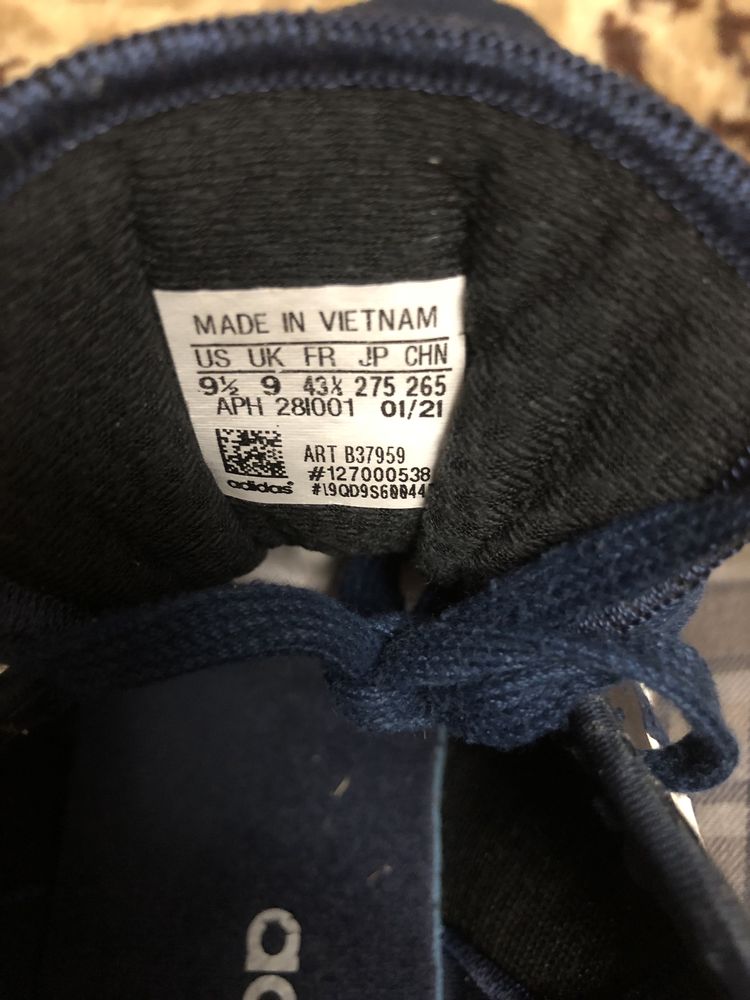 MADE IN VIETNAM
US UK FR JP CHN
9½ 9 43⅓ 275 265
APH 281001 01/21
ART B37959
#127000538
adidas